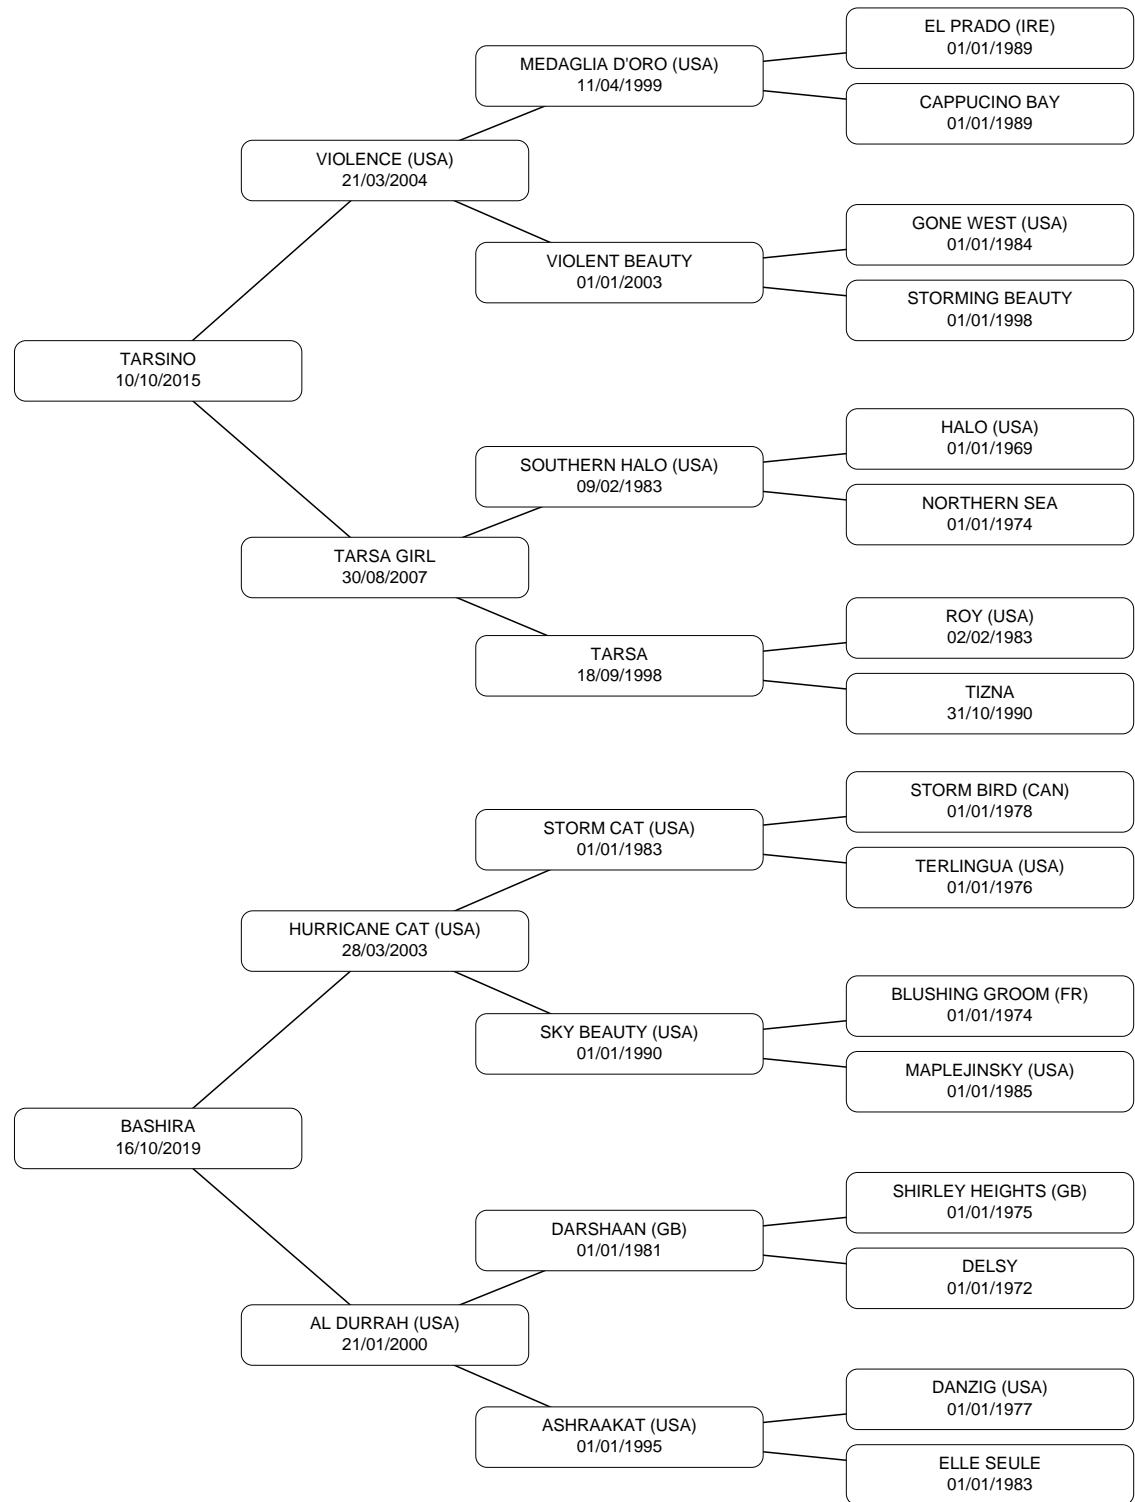 EL PRADO (IRE)
01/01/1989
MEDAGLIA D'ORO (USA)
11/04/1999
CAPPUCINO BAY
01/01/1989
VIOLENCE (USA)
21/03/2004
GONE WEST (USA)
01/01/1984
VIOLENT BEAUTY
01/01/2003
STORMING BEAUTY
01/01/1998
TARSINO
10/10/2015
HALO (USA)
01/01/1969
SOUTHERN HALO (USA)
09/02/1983
NORTHERN SEA
01/01/1974
TARSA GIRL
30/08/2007
ROY (USA)
02/02/1983
TARSA
18/09/1998
TIZNA
31/10/1990
STORM BIRD (CAN)
01/01/1978
STORM CAT (USA)
01/01/1983
TERLINGUA (USA)
01/01/1976
HURRICANE CAT (USA)
28/03/2003
BLUSHING GROOM (FR)
01/01/1974
SKY BEAUTY (USA)
01/01/1990
MAPLEJINSKY (USA)
01/01/1985
BASHIRA
16/10/2019
SHIRLEY HEIGHTS (GB)
01/01/1975
DARSHAAN (GB)
01/01/1981
DELSY
01/01/1972
AL DURRAH (USA)
21/01/2000
DANZIG (USA)
01/01/1977
ASHRAAKAT (USA)
01/01/1995
ELLE SEULE
01/01/1983